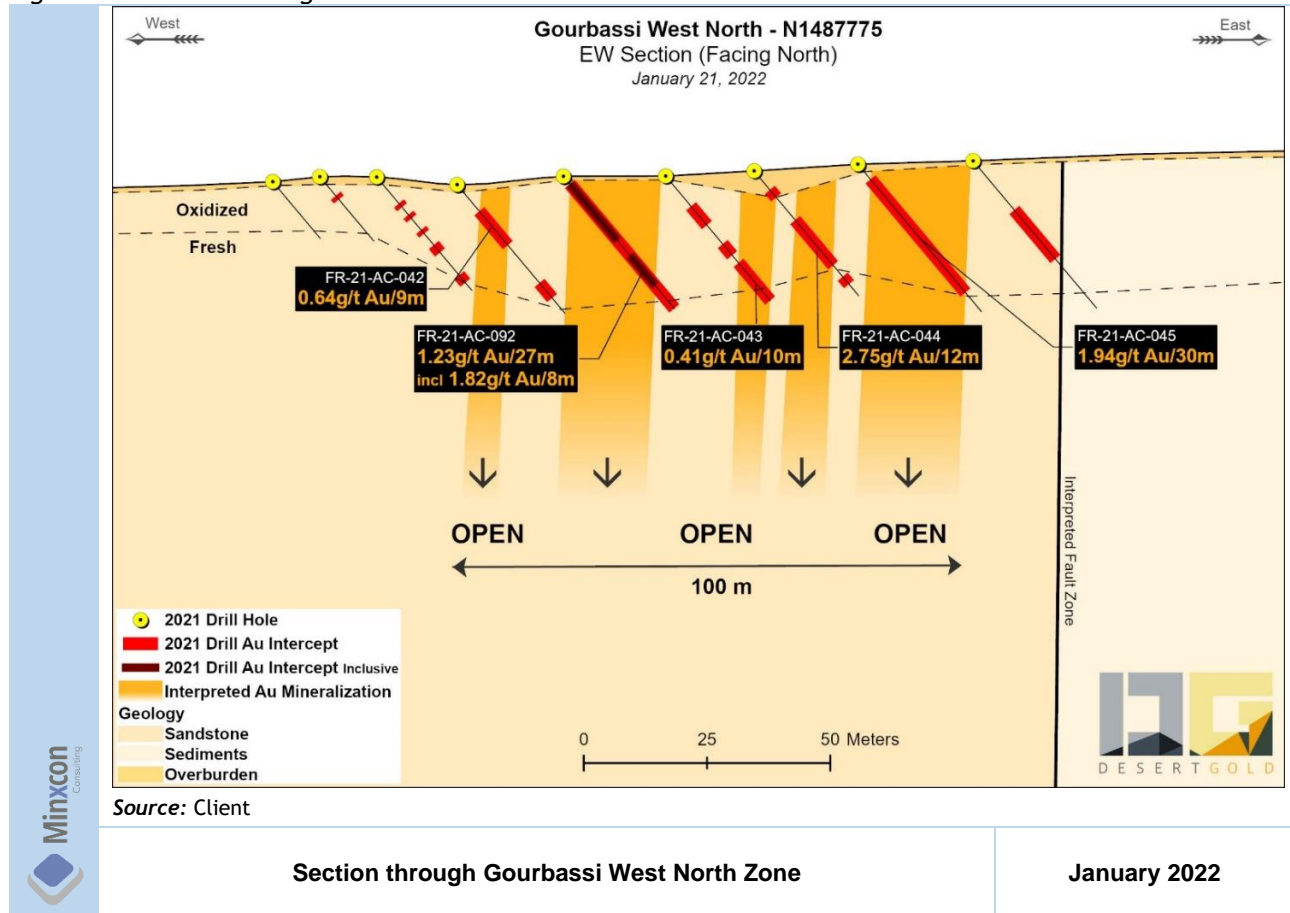 West
East
Gourbassi West North - N1487775
EW Section (Facing North)
January 21, 2022
Oxidized
Fresh
FR-21-AC-042
0.64g/t Au/9m
FR-21-AC-092
1.23g/t Au/27m
incl 1.82g/t Au/8m
FR-21-AC-043
0.41g/t Au/10m
FR-21-AC-044
2.75g/t Au/12m
FR-21-AC-045
1.94g/t Au/30m
Interpreted Fault Zone
OPEN OPEN OPEN
100 m
2021 Drill Hole
2021 Drill Au Intercept
2021 Drill Au Intercept Inclusive
Interpreted Au Mineralization
Geology
Sandstone
Sediments
Overburden
0 25 50 Meters
DESERTGOLD
Minxcon
Consulting
Source: Client
Section through Gourbassi West North Zone
January 2022